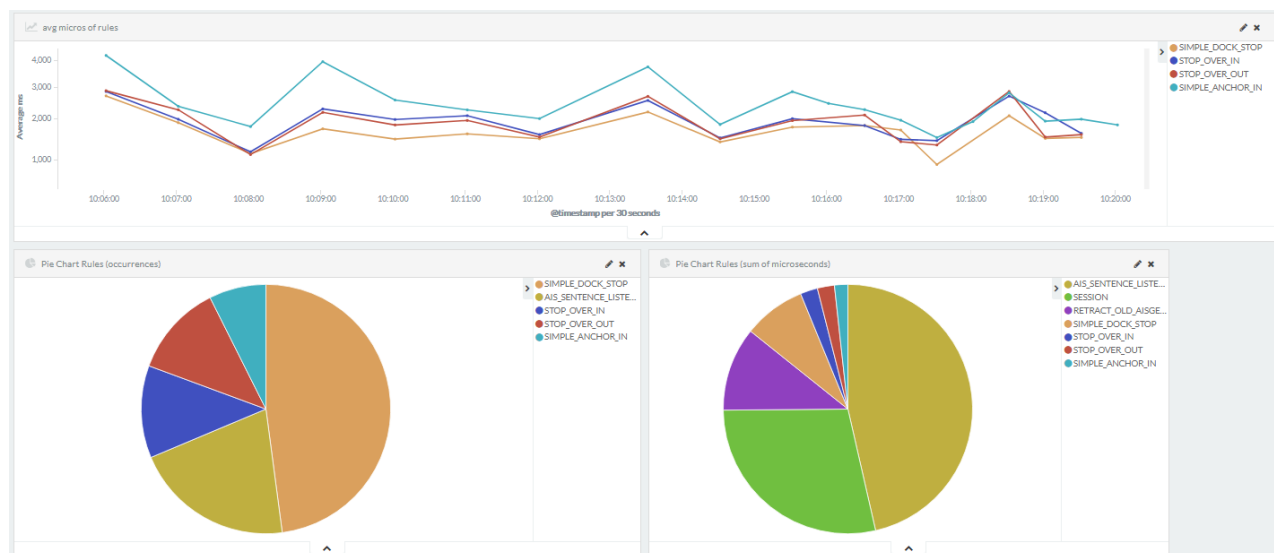 avg micros of rules
4,000
3,000
2,000
1,000
Average ms
10:06:00 10:07:00 10:08:00 10:09:00 10:10:00 10:11:00 10:12:00 10:13:00 10:14:00 10:15:00 10:16:00 10:17:00 10:18:00 10:19:00 10:20:00
@timestamp per 30 seconds
SIMPLE_DOCK_STOP
STOP_OVER_IN
STOP_OVER_OUT
SIMPLE_ANCHOR_IN
Pie Chart Rules (occurrences)
SIMPLE_DOCK_STOP
AIS_SENTENCE_LISTE...
STOP_OVER_IN
STOP_OVER_OUT
SIMPLE_ANCHOR_IN
Pie Chart Rules (sum of microseconds)
AIS_SENTENCE_LISTE...
SESSION
RETRACT_OLD_AISGE...
SIMPLE_DOCK_STOP
STOP_OVER_IN
STOP_OVER_OUT
SIMPLE_ANCHOR_IN